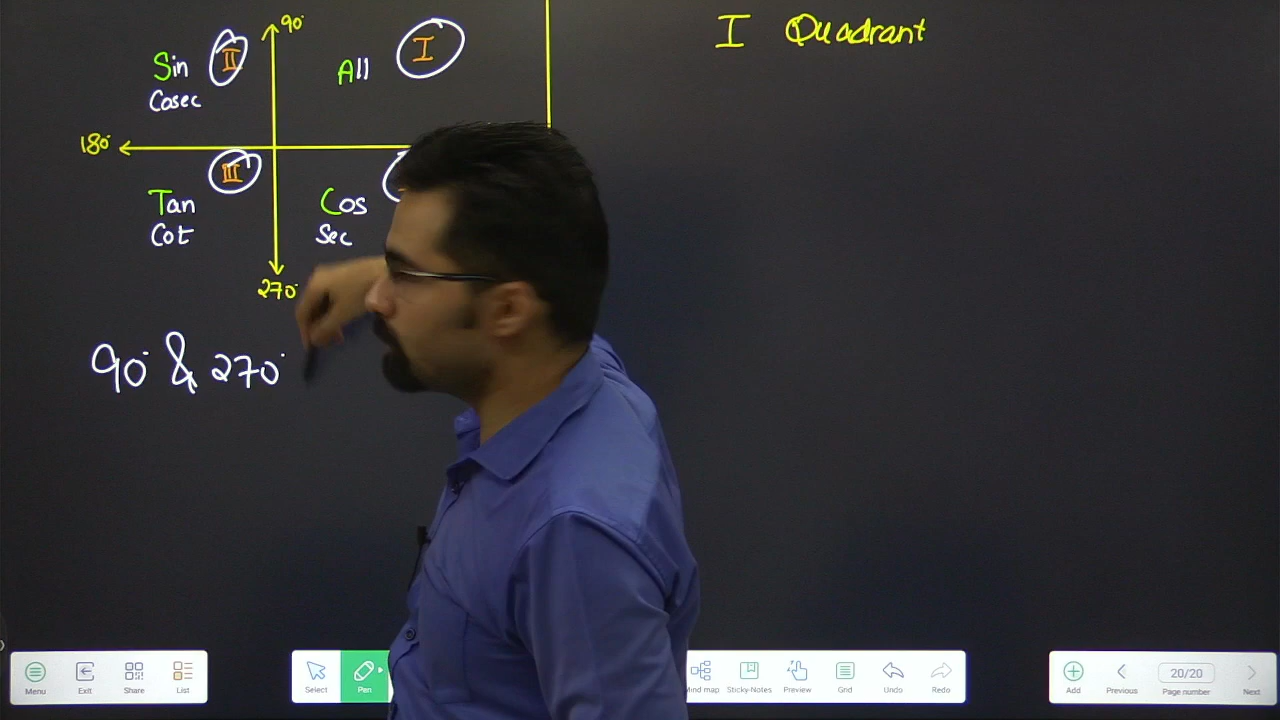 90°
II
I
I Quadrant
Sin
All
Cosec
180°
III
Tan
Cos
Cot
Sec
270°
90° & 270°
Menu
Exit
Share
List
Select
Pen
Mind map
Sticky-Notes
Preview
Grid
Undo
Redo
Add
Previous
20/20
Page number
Next